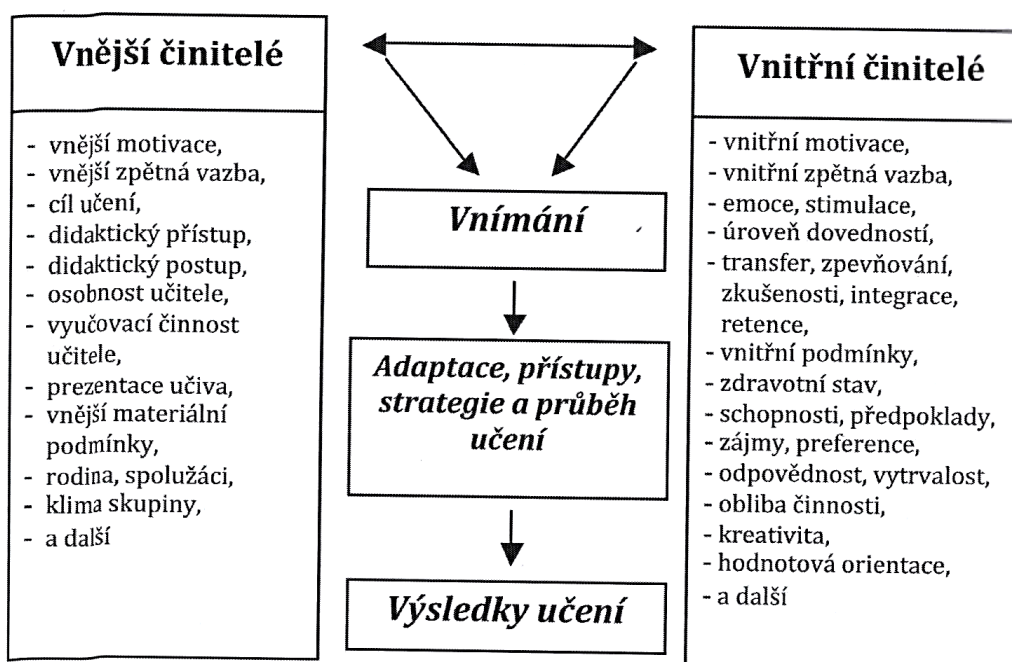 Vnější činitelé
- vnější motivace,
- vnější zpětná vazba,
- cíl učení,
- didaktický přístup,
- didaktický postup,
- osobnost učitele,
- vyučovací činnost
učitele,
- prezentace učiva,
- vnější materiální
podmínky,
- rodina, spolužáci,
- klima skupiny,
- a další
Vnímání
Adaptace, přístupy,
strategie a průběh
učení
Výsledky učení
Vnitřní činitelé
- vnitřní motivace,
- vnitřní zpětná vazba,
- emoce, stimulace,
- úroveň dovedností,
- transfer, zpevňování,
zkušenosti, integrace,
retence,
- vnitřní podmínky,
- zdravotní stav,
- schopnosti, předpoklady,
- zájmy, preference,
- odpovědnost, vytrvalost,
- obliba činnosti,
- kreativita,
- hodnotová orientace,
- a další